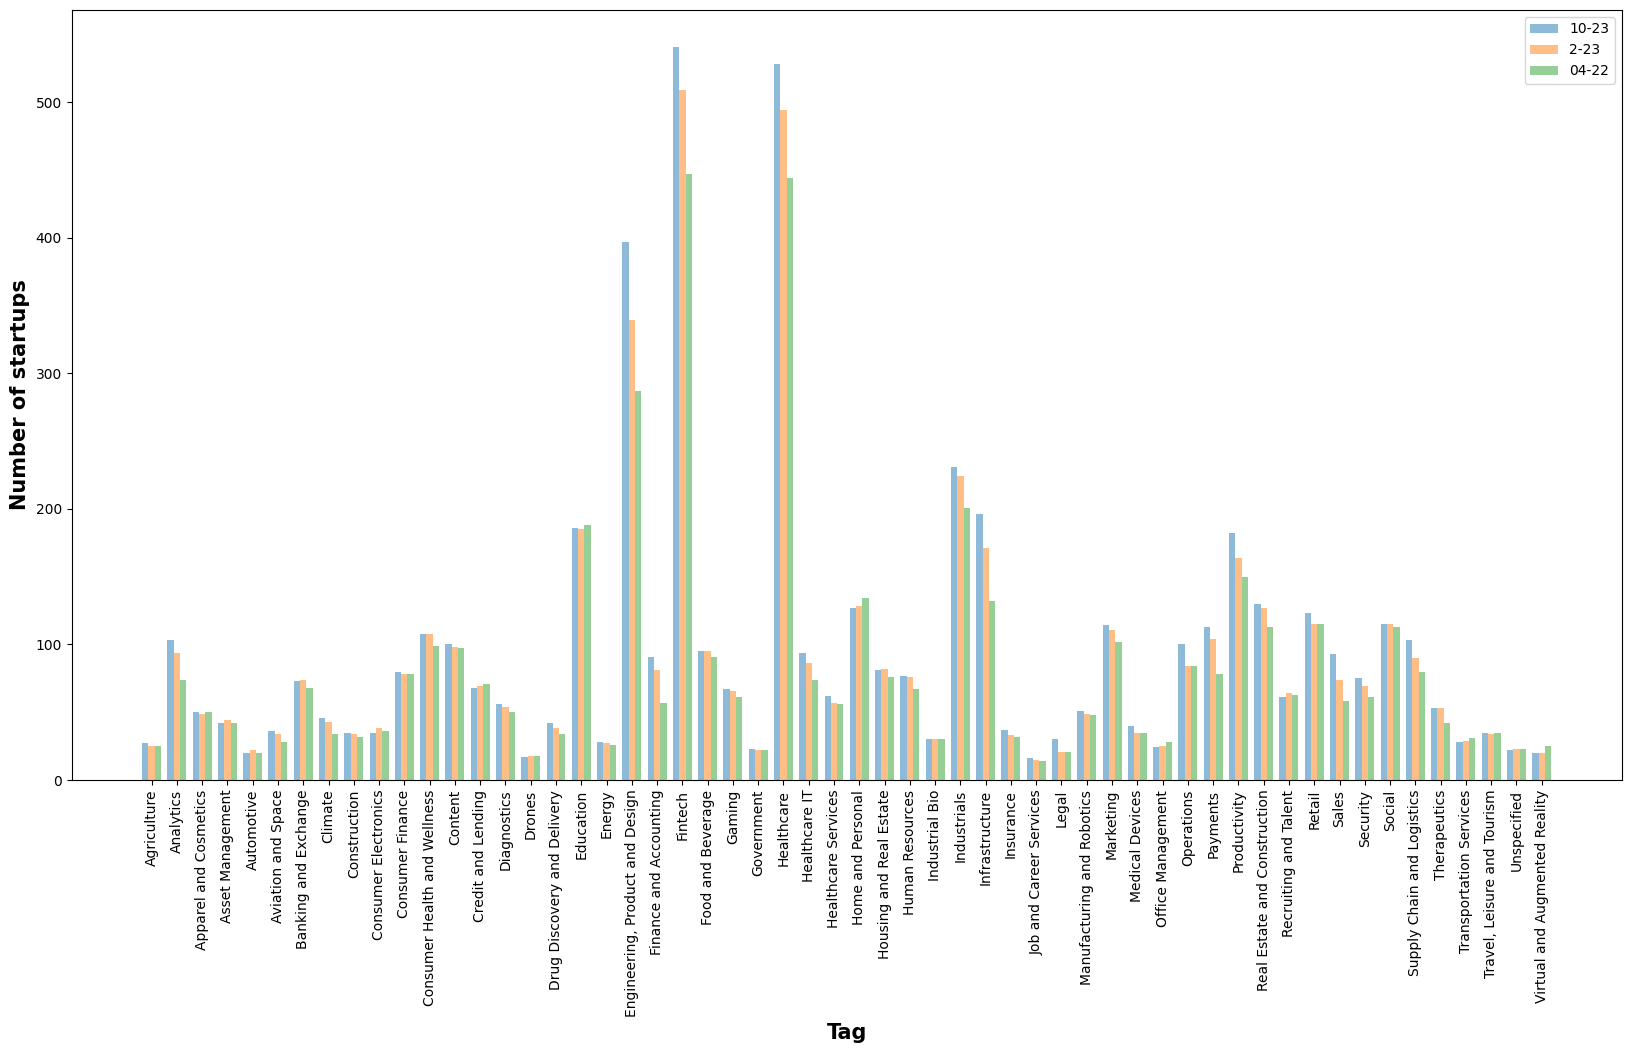 10-23
2-23
04-22
Number of startups
500
400
300
200
100
0
Agriculture
Analytics
Apparel and Cosmetics
Asset Management
Automotive
Aviation and Space
Banking and Exchange
Climate
Construction
Consumer Electronics
Consumer Finance
Consumer Health and Wellness
Content
Credit and Lending
Diagnostics
Drones
Drug Discovery and Delivery
Education
Energy
Engineering, Product and Design
Finance and Accounting
Fintech
Food and Beverage
Gaming
Government
Healthcare
Healthcare IT
Healthcare Services
Home and Personal
Housing and Real Estate
Human Resources
Industrial Bio
Industrials
Infrastructure
Insurance
Job and Career Services
Legal
Manufacturing and Robotics
Marketing
Medical Devices
Office Management
Operations
Payments
Productivity
Real Estate and Construction
Recruiting and Talent
Retail
Sales
Security
Social
Supply Chain and Logistics
Therapeutics
Transportation Services
Travel, Leisure and Tourism
Unspecified
Virtual and Augmented Reality
Tag